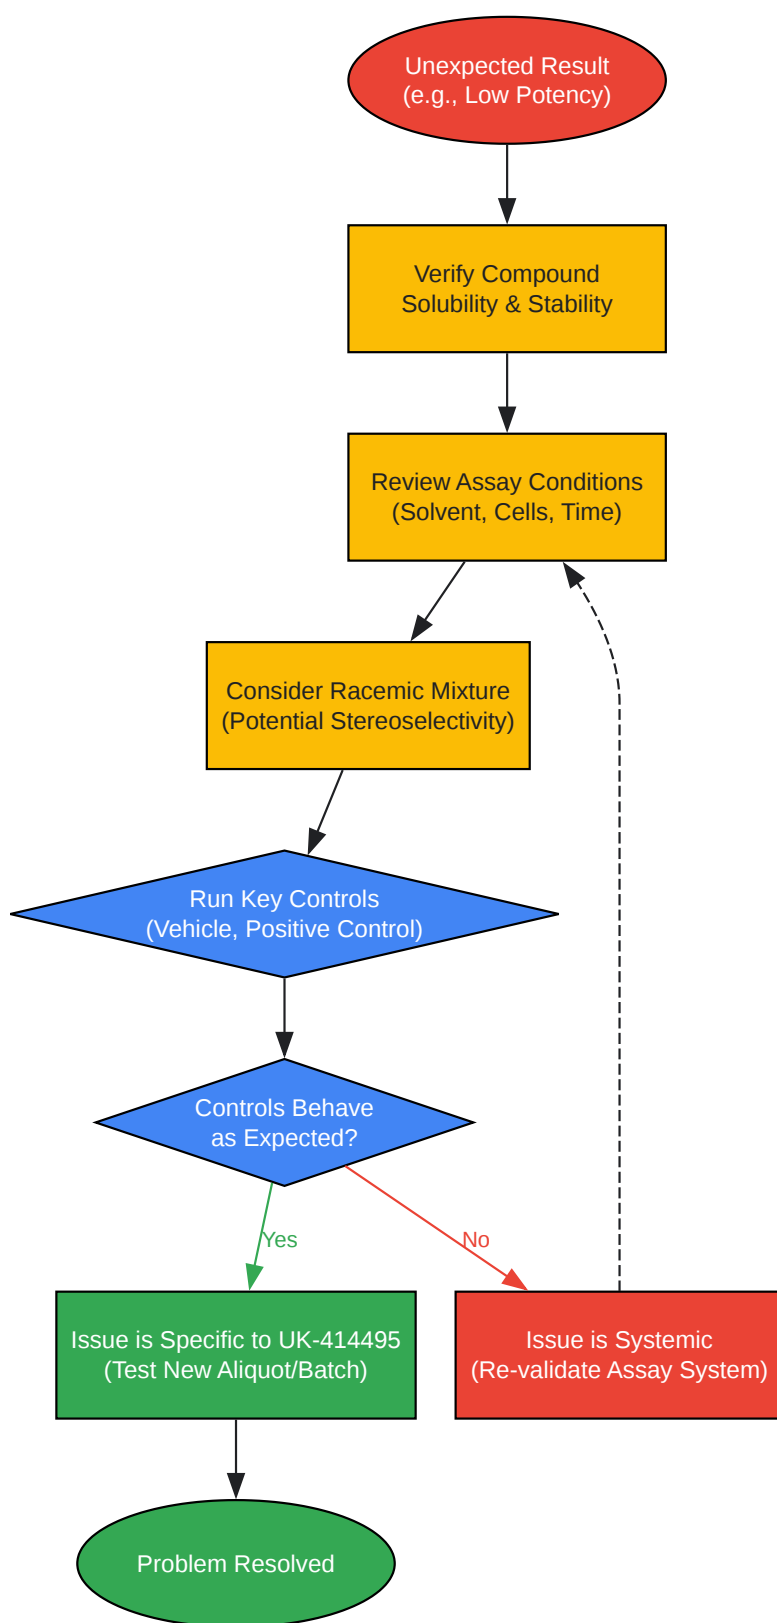 Unexpected Result
(e.g., Low Potency)
Verify Compound
Solubility & Stability
Review Assay Conditions
(Solvent, Cells, Time)
Consider Racemic Mixture
(Potential Stereoselectivity)
Run Key Controls
(Vehicle, Positive Control)
Controls Behave
as Expected?
Yes
No
Issue is Specific to UK-414495
(Test New Aliquot/Batch)
Issue is Systemic
(Re-validate Assay System)
Problem Resolved